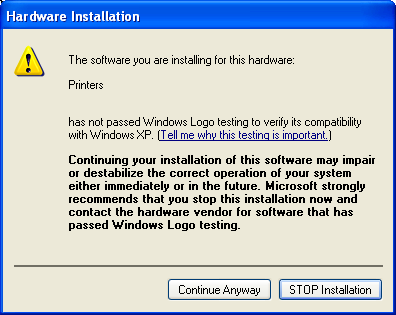 Hardware Installation
The software you are installing for this hardware:
Printers
has not passed Windows Logo testing to verify its compatibility
with Windows XP. (Tell me why this testing is important.)
Continuing your installation of this software may impair
or destabilize the correct operation of your system
either immediately or in the future. Microsoft strongly
recommends that you stop this installation now and
contact the hardware vendor for software that has
passed Windows Logo testing.
Continue Anyway
STOP Installation